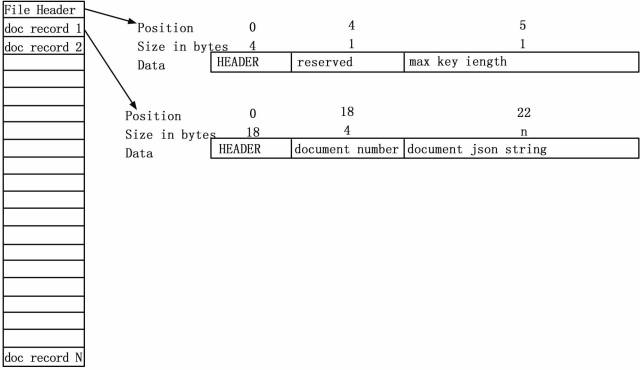 File Header
doc record 1
doc record 2
doc record N
Position 0 4 5
Size in bytes 4 1 1
Data HEADER reserved max key iength
Position 0 18 22
Size in bytes 18 4 n
Data HEADER document number document json string